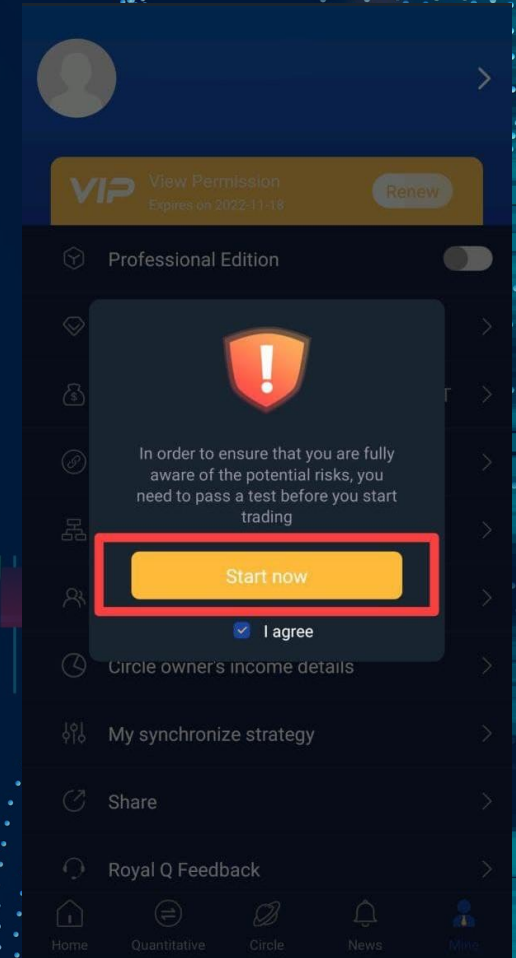 VIP
View Permission
Expires on 2022-11-18
Renew
Professional Edition
T
In order to ensure that you are fully
aware of the potential risks, you
need to pass a test before you start
trading
Start now
I agree
Circle owner's income details
My synchronize strategy
Share
Royal Q Feedback
Home
Quantitative
Circle
News
Mine